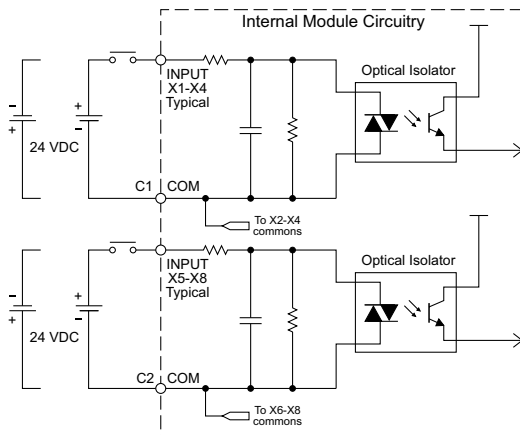 Internal Module Circuitry
INPUT
X1-X4
Typical
Optical Isolator
-
+
+
-
24 VDC
C1
COM
To X2-X4
commons
INPUT
X5-X8
Typical
Optical Isolator
-
+
+
-
24 VDC
C2
COM
To X6-X8
commons